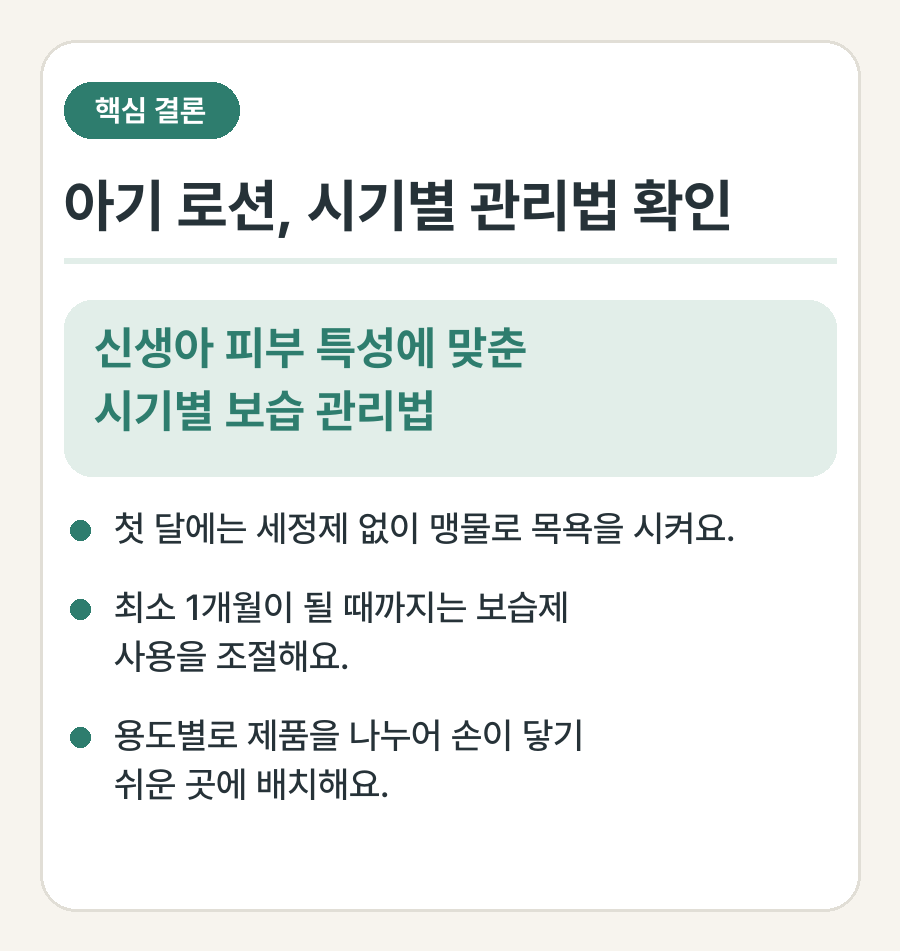 핵심 결론
아기 로션, 시기별 관리법 확인
신생아 피부 특성에 맞춘
시기별 보습 관리법
첫 달에는 세정제 없이 맹물로 목욕을 시켜요.
최소 1개월이 될 때까지는 보습제
사용을 조절해요.
용도별로 제품을 나누어 손이 닿기
쉬운 곳에 배치해요.